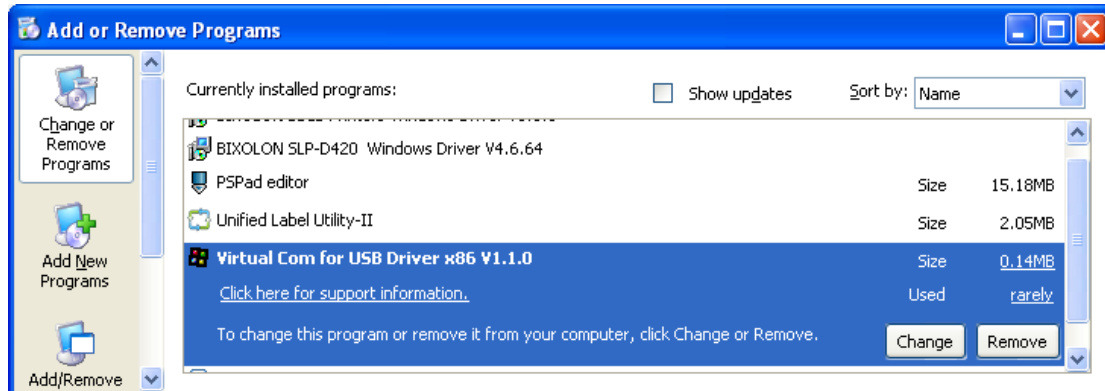 Add or Remove Programs
Change or
Remove
Programs
Add New
Programs
Add/Remove
Currently installed programs:
Show updates
Sort by: Name
BIXOLON SLP-D420 Windows Driver V4.6.64
PSPad editor Size 15.18MB
Unified Label Utility-II Size 2.05MB
Virtual Com for USB Driver x86 V1.1.0 Size 0.14MB
Click here for support information. Used rarely
To change this program or remove it from your computer, click Change or Remove. Change Remove